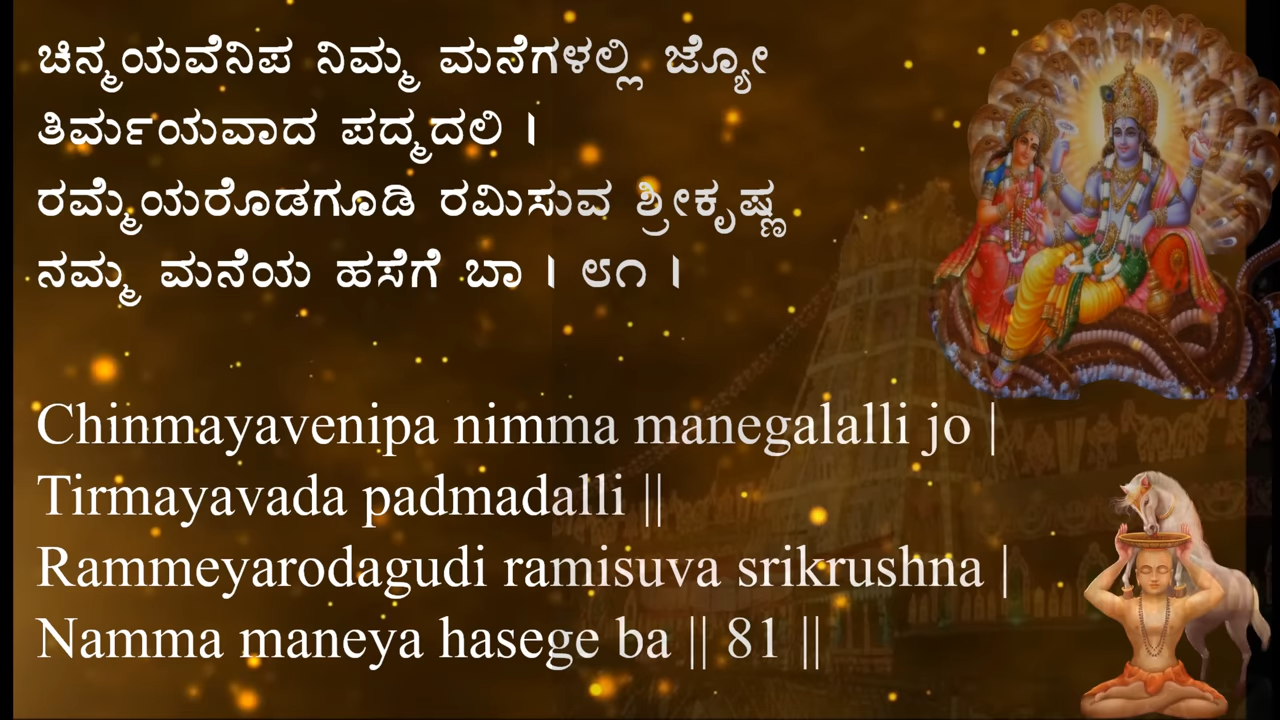 ಚಿನ್ಮಯವೆನಿಪ ನಿಮ್ಮ ಮನೆಗಳಲ್ಲಿ ಜ್ಯೋ
ತಿರ್ಮಯವಾದ ಪದ್ಮದಲಿ ।
ರಮ್ಮೆಯರೊಡಗೂಡಿ ರಮಿಸುವ ಶ್ರೀಕೃಷ್ಣ
ನಮ್ಮ ಮನೆಯ ಹಸೆಗೆ ಬಾ । ೮೧ ।
Chinmayavenipa nimma manegalalli jo |
Tirmayavada padmadalli ||
Rammeyarodagudi ramisuva srikrushna |
Namma maneya hasege ba || 81 ||